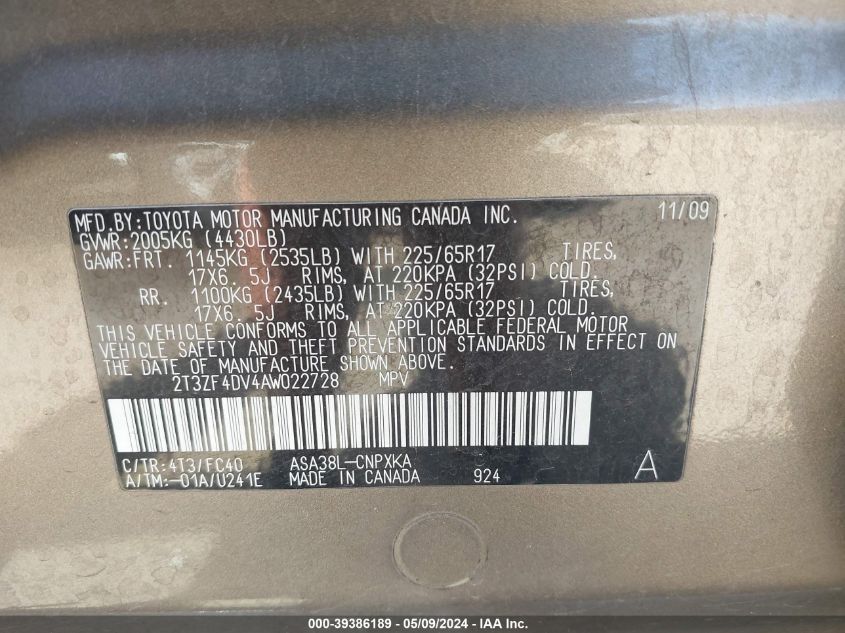 MFD.BY:TOYOTA MOTOR MANUFACTURING CANADA INC. 11/09
GVWR:2005KG (4430LB)
GAWR:FRT. 1145KG (2535LB) WITH 225/65R17 TIRES,
17X6. 5J RIMS, AT 220KPA (32PSI) COLD.
RR. 1100KG (2435LB) WITH 225/65R17 TIRES,
17X6. 5J RIMS, AT 220KPA (32PSI) COLD.
THIS VEHICLE CONFORMS TO ALL APPLICABLE FEDERAL MOTOR
VEHICLE SAFETY AND THEFT PREVENTION STANDARDS IN EFFECT ON
THE DATE OF MANUFACTURE SHOWN ABOVE.
2T3ZF4DV4AW022728 MPV
C/TR:4T3/FC40 ASA38L-CNPXKA
A/TM:-01A/U241E MADE IN CANADA 924 A
000-39386189 - 05/09/2024 - IAA Inc.